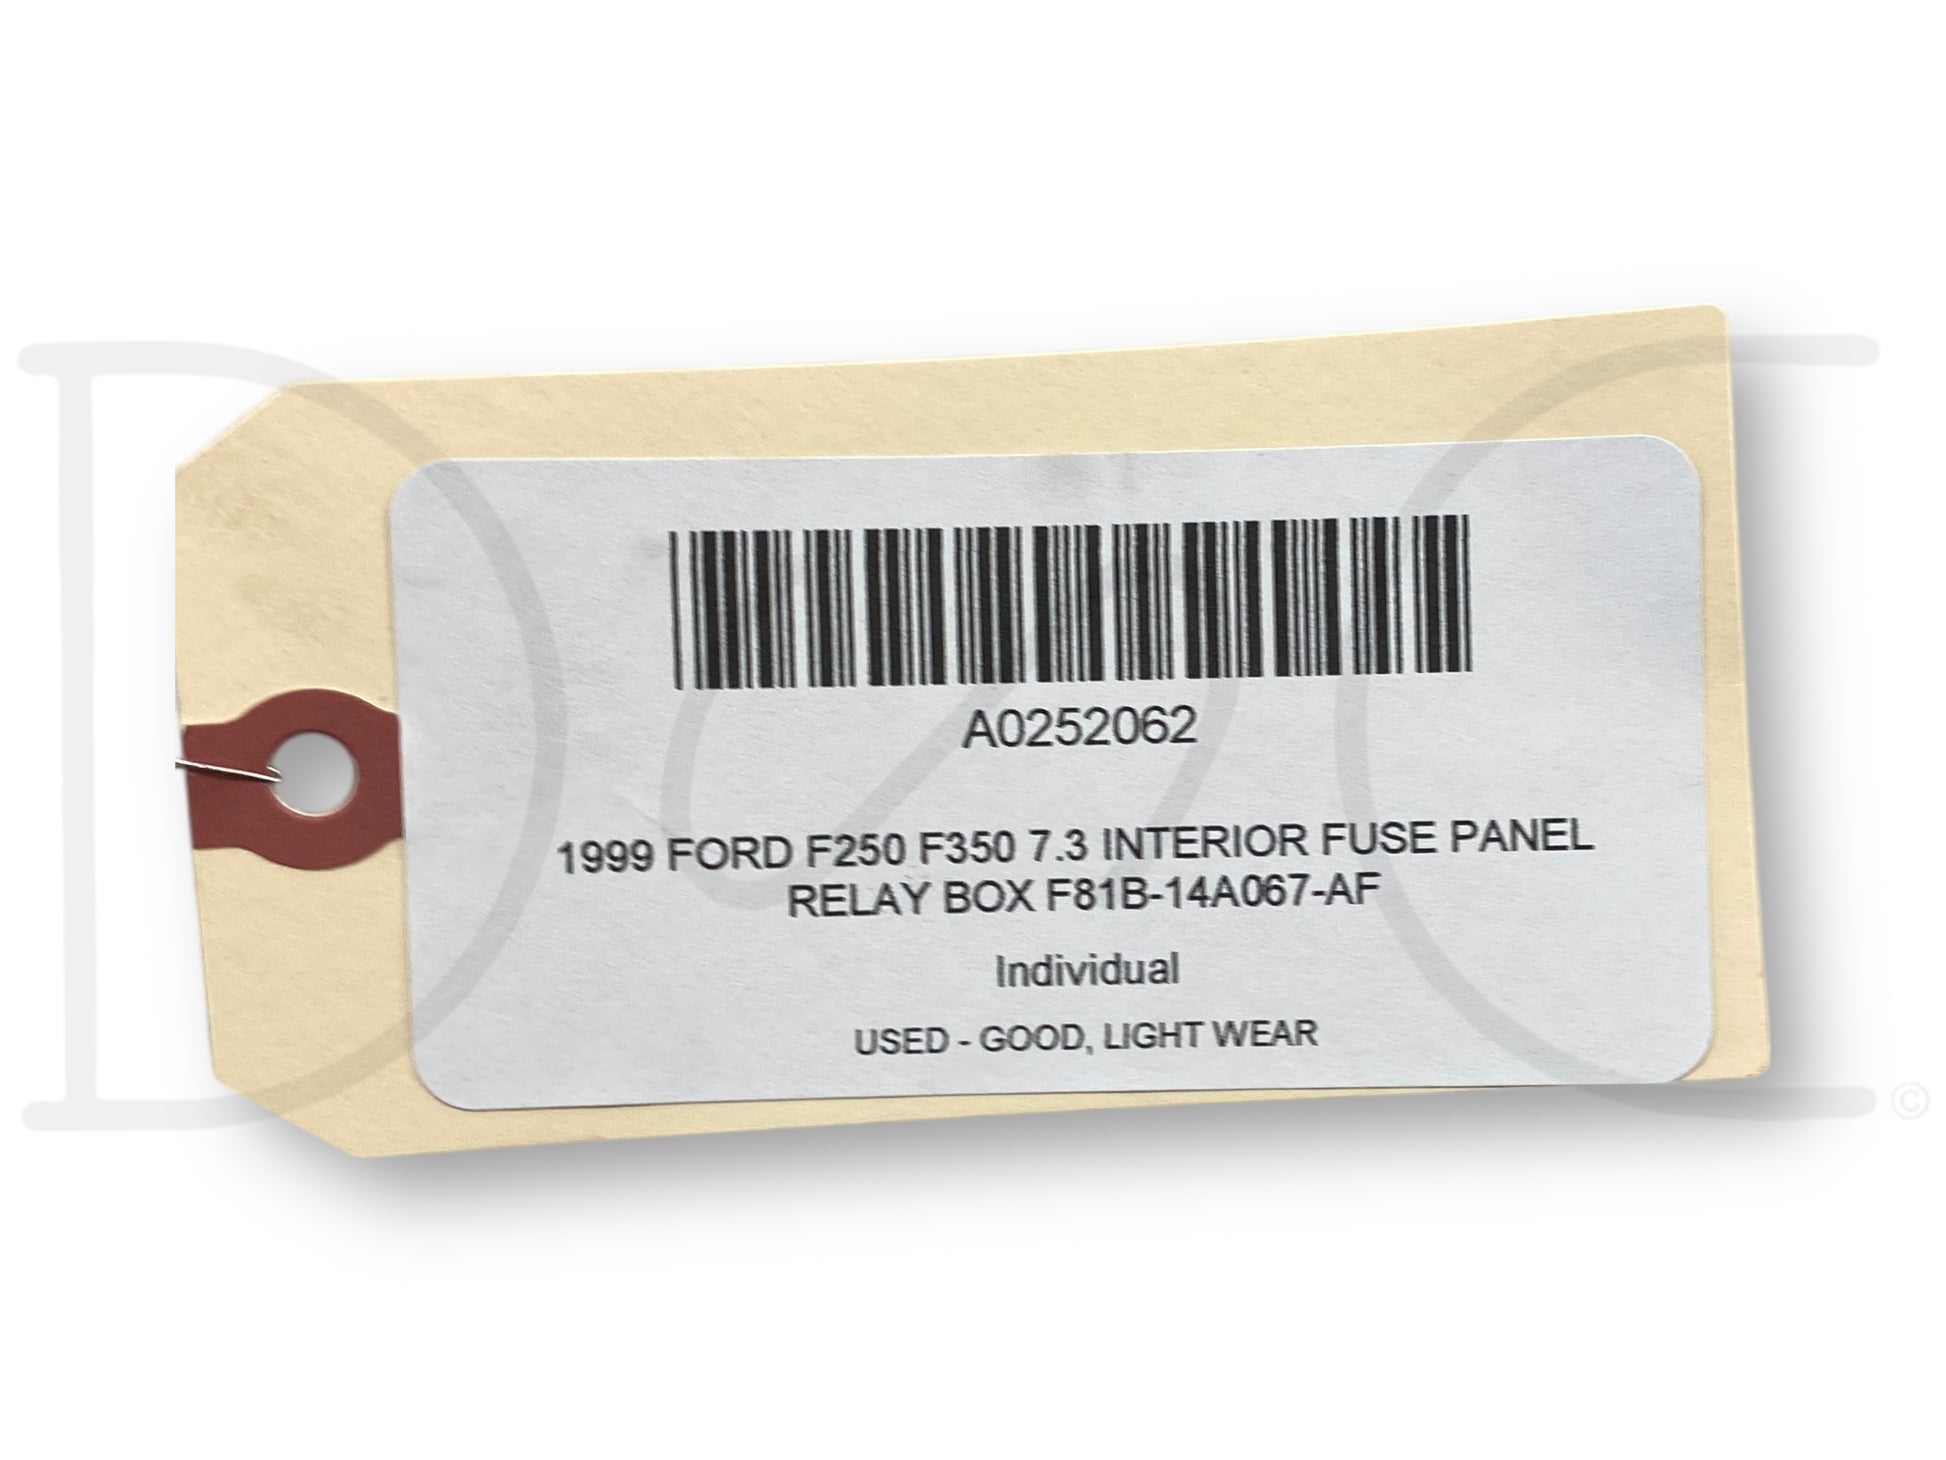 A0252062
1999 FORD F250 F350 7.3 INTERIOR FUSE PANEL
RELAY BOX F81B-14A067-AF
Individual
USED - GOOD, LIGHT WEAR
©